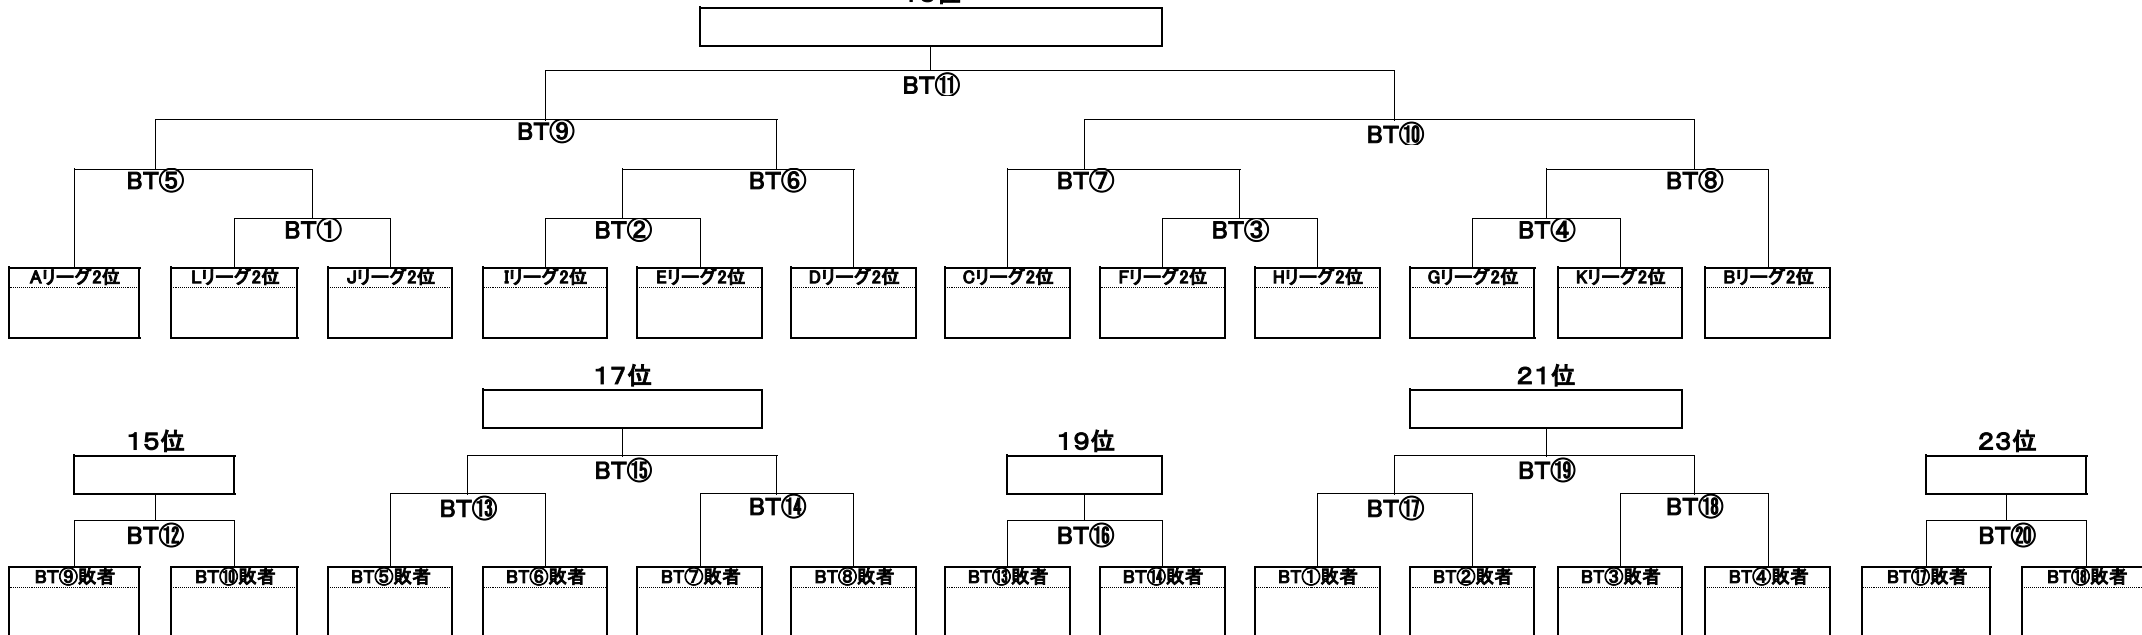 BT⑪
BT⑨ BT⑩
BT⑤ BT⑥ BT⑦ BT⑧
BT① BT② BT③ BT④
Aリーグ2位 Lリーグ2位 Jリーグ2位 Iリーグ2位 Eリーグ2位 Dリーグ2位 Cリーグ2位 Fリーグ2位 Hリーグ2位 Gリーグ2位 Kリーグ2位 Bリーグ2位
17位 21位
15位 19位 23位
BT⑮ BT⑲
BT⑬ BT⑭ BT⑰ BT⑱
BT⑫ BT⑯ BT⑳
BT⑨敗者 BT⑩敗者 BT⑤敗者 BT⑥敗者 BT⑦敗者 BT⑧敗者 BT⑬敗者 BT⑭敗者 BT①敗者 BT②敗者 BT③敗者 BT④敗者 BT⑰敗者 BT⑱敗者